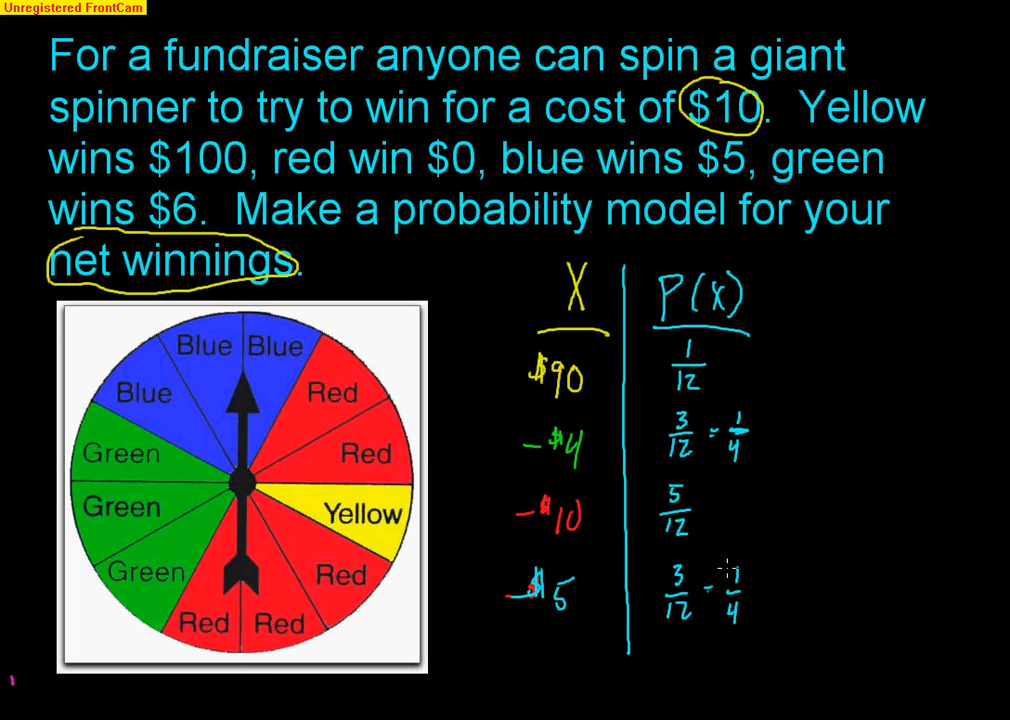 Unregistered FrontCam
For a fundraiser anyone can spin a giant
spinner to try to win for a cost of $10. Yellow
wins $100, red win $0, blue wins $5, green
wins $6. Make a probability model for your
net winnings.
X P(X)
$90 1/12
-$4 3/12 = 1/4
-$10 5/12
-$5 3/12 = 1/4
Blue Blue
Blue Red
Green Red
Green Yellow
Green Red
Red Red